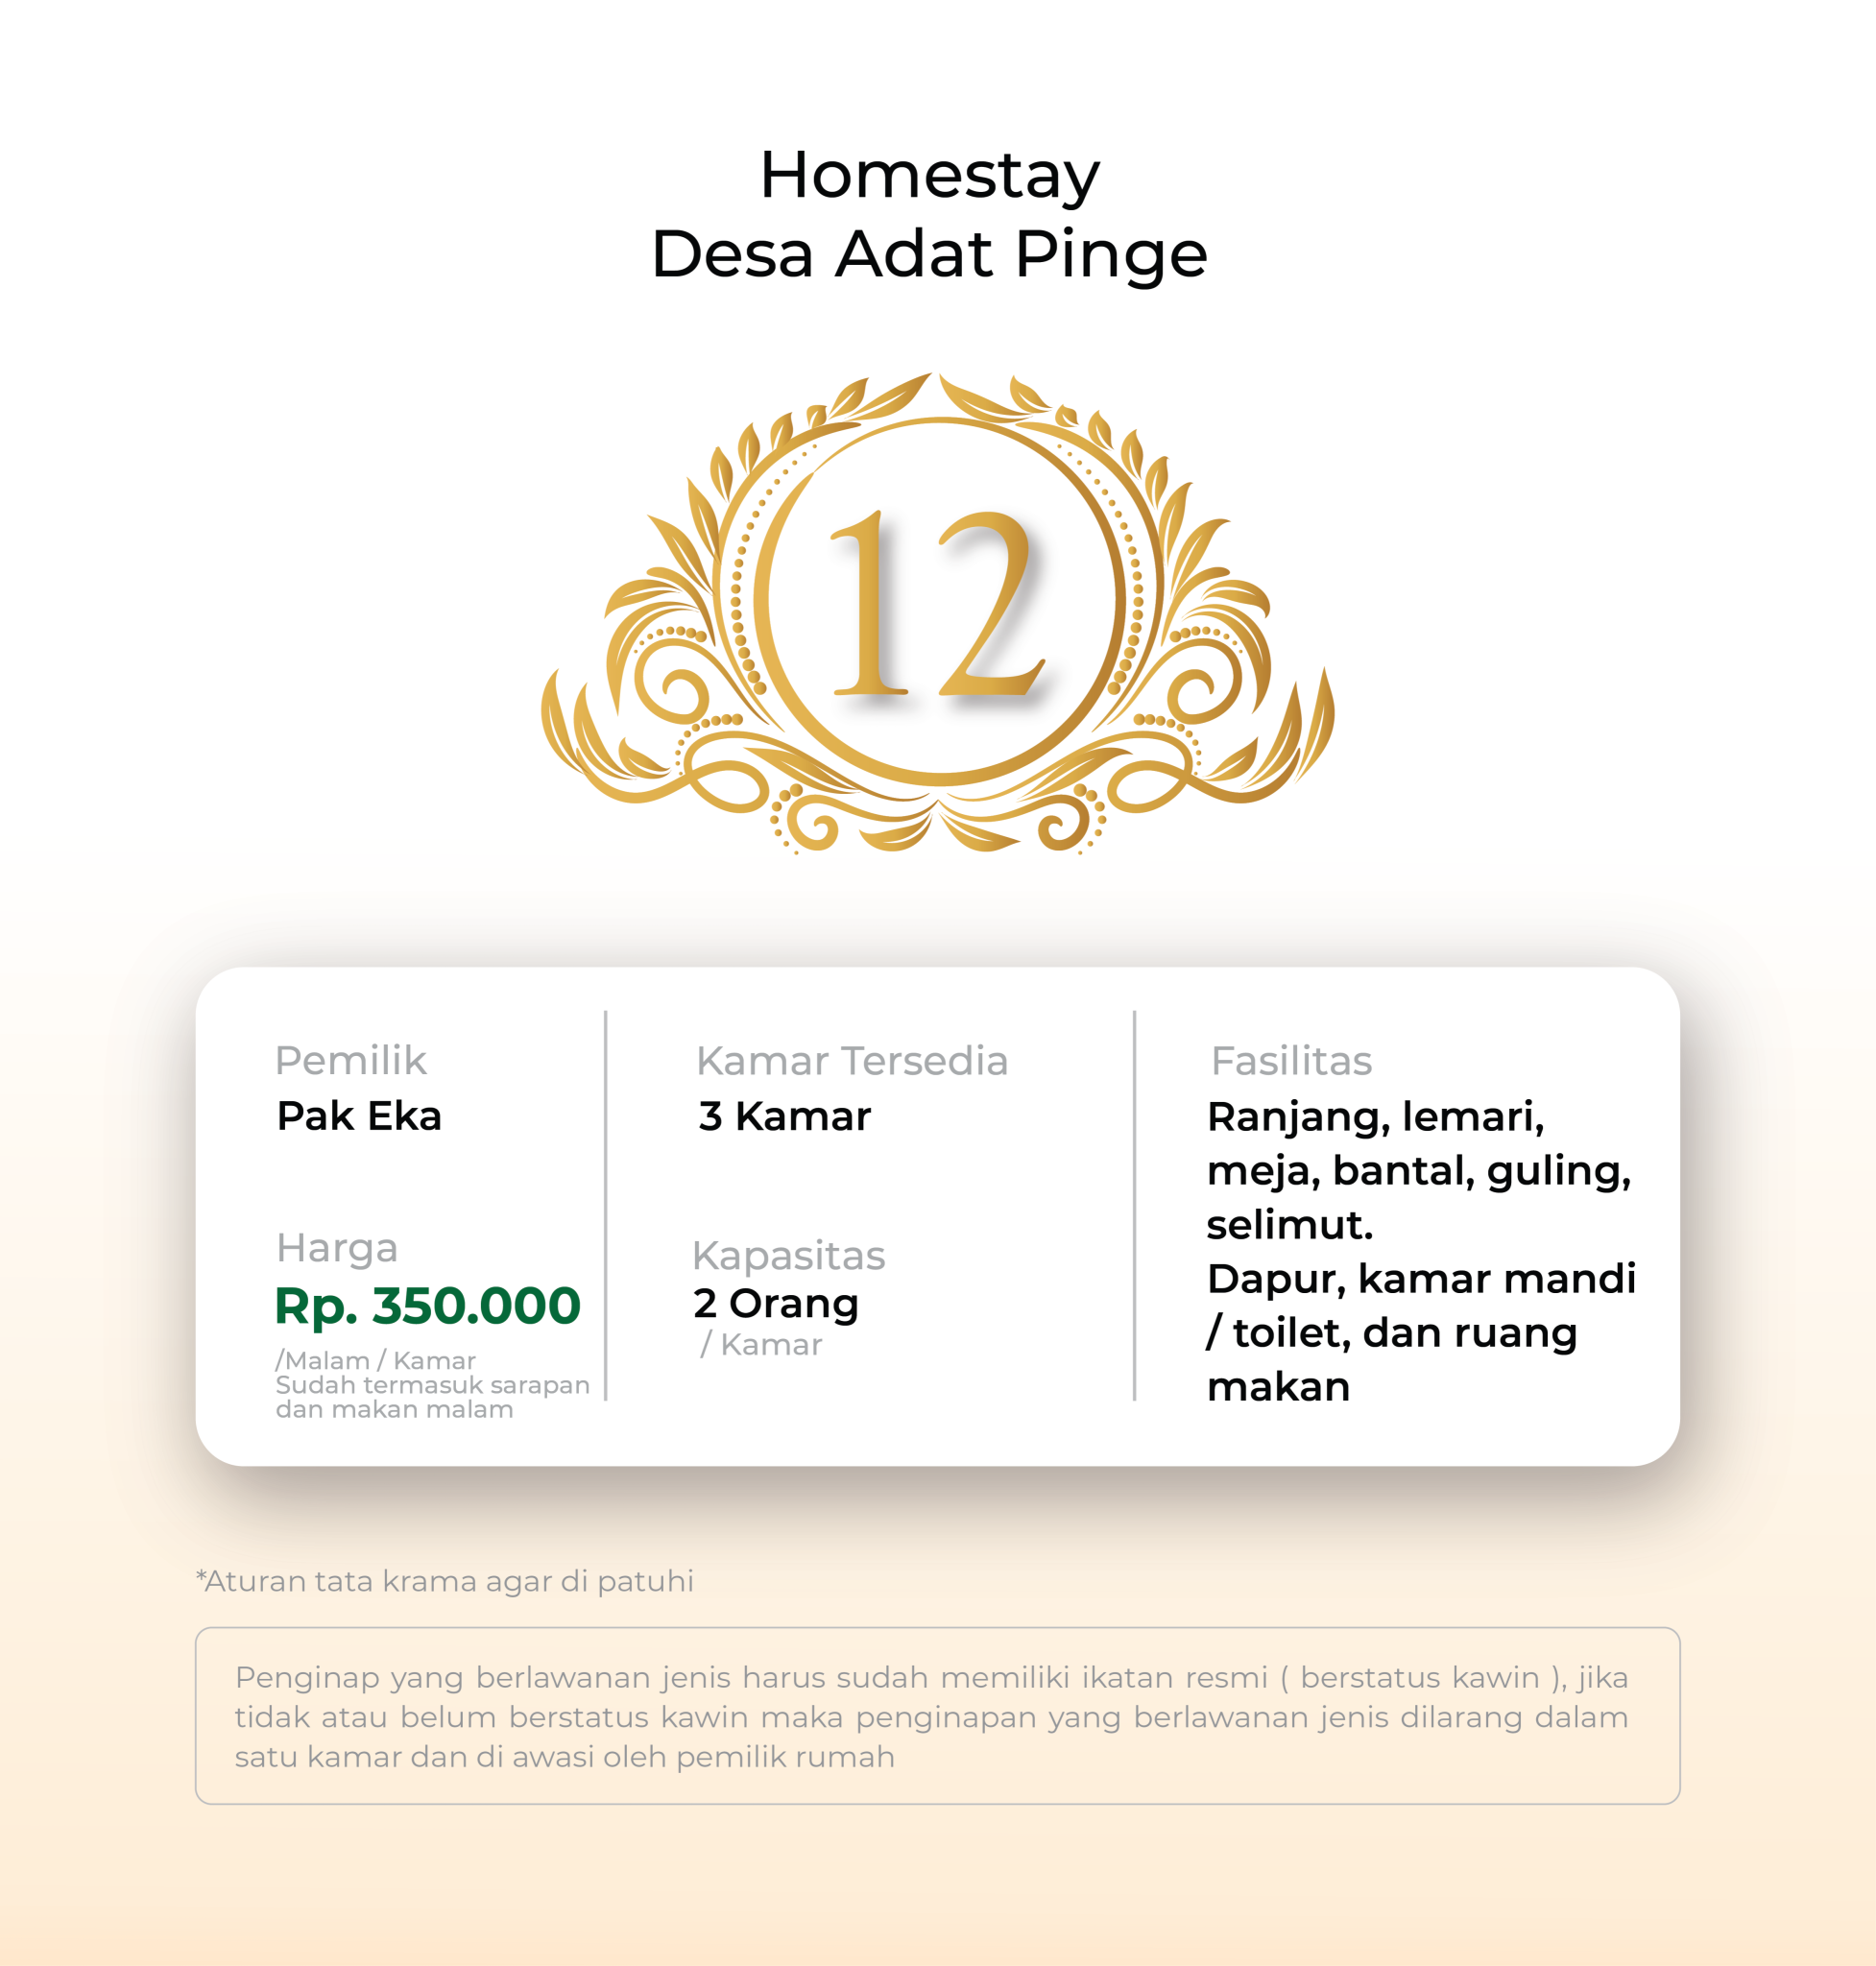 Homestay
Desa Adat Pinge
12
Pemilik
Pak Eka
Harga
Rp. 350.000
/Malam / Kamar
Sudah termasuk sarapan
dan makan malam
Kamar Tersedia
3 Kamar
Kapasitas
2 Orang
/ Kamar
Fasilitas
Ranjang, lemari,
meja, bantal, guling,
selimut.
Dapur, kamar mandi
/ toilet, dan ruang
makan
*Aturan tata krama agar di patuhi
Penginap yang berlawanan jenis harus sudah memiliki ikatan resmi ( berstatus kawin ), jika
tidak atau belum berstatus kawin maka penginapan yang berlawanan jenis dilarang dalam
satu kamar dan di awasi oleh pemilik rumah